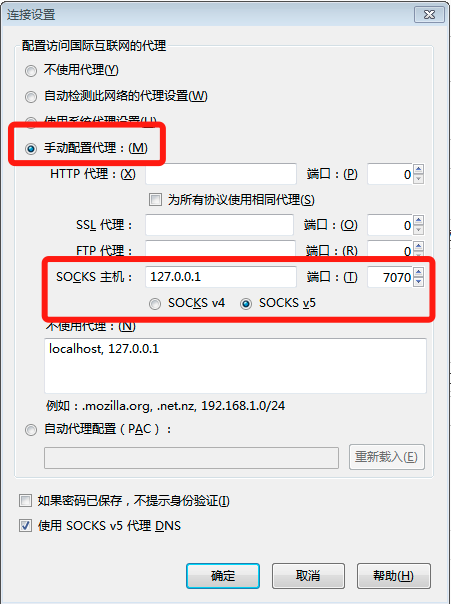 连接设置
配置访问国际互联网的代理
不使用代理(Y)
自动检测此网络的代理设置(W)
使用系统代理设置(U)
手动配置代理：(M)
HTTP 代理：(X) 端口：(P) 0
为所有协议使用相同代理(S)
SSL 代理： 端口：(O) 0
FTP 代理： 端口：(R) 0
SOCKS 主机： 127.0.0.1 端口：(T) 7070
SOCKS v4 SOCKS v5
不使用代理：(N)
localhost, 127.0.0.1
例如：.mozilla.org, .net.nz, 192.168.1.0/24
自动代理配置（PAC）：
重新载入(E)
如果密码已保存，不提示身份验证(I)
使用 SOCKS v5 代理 DNS
确定 取消 帮助(H)